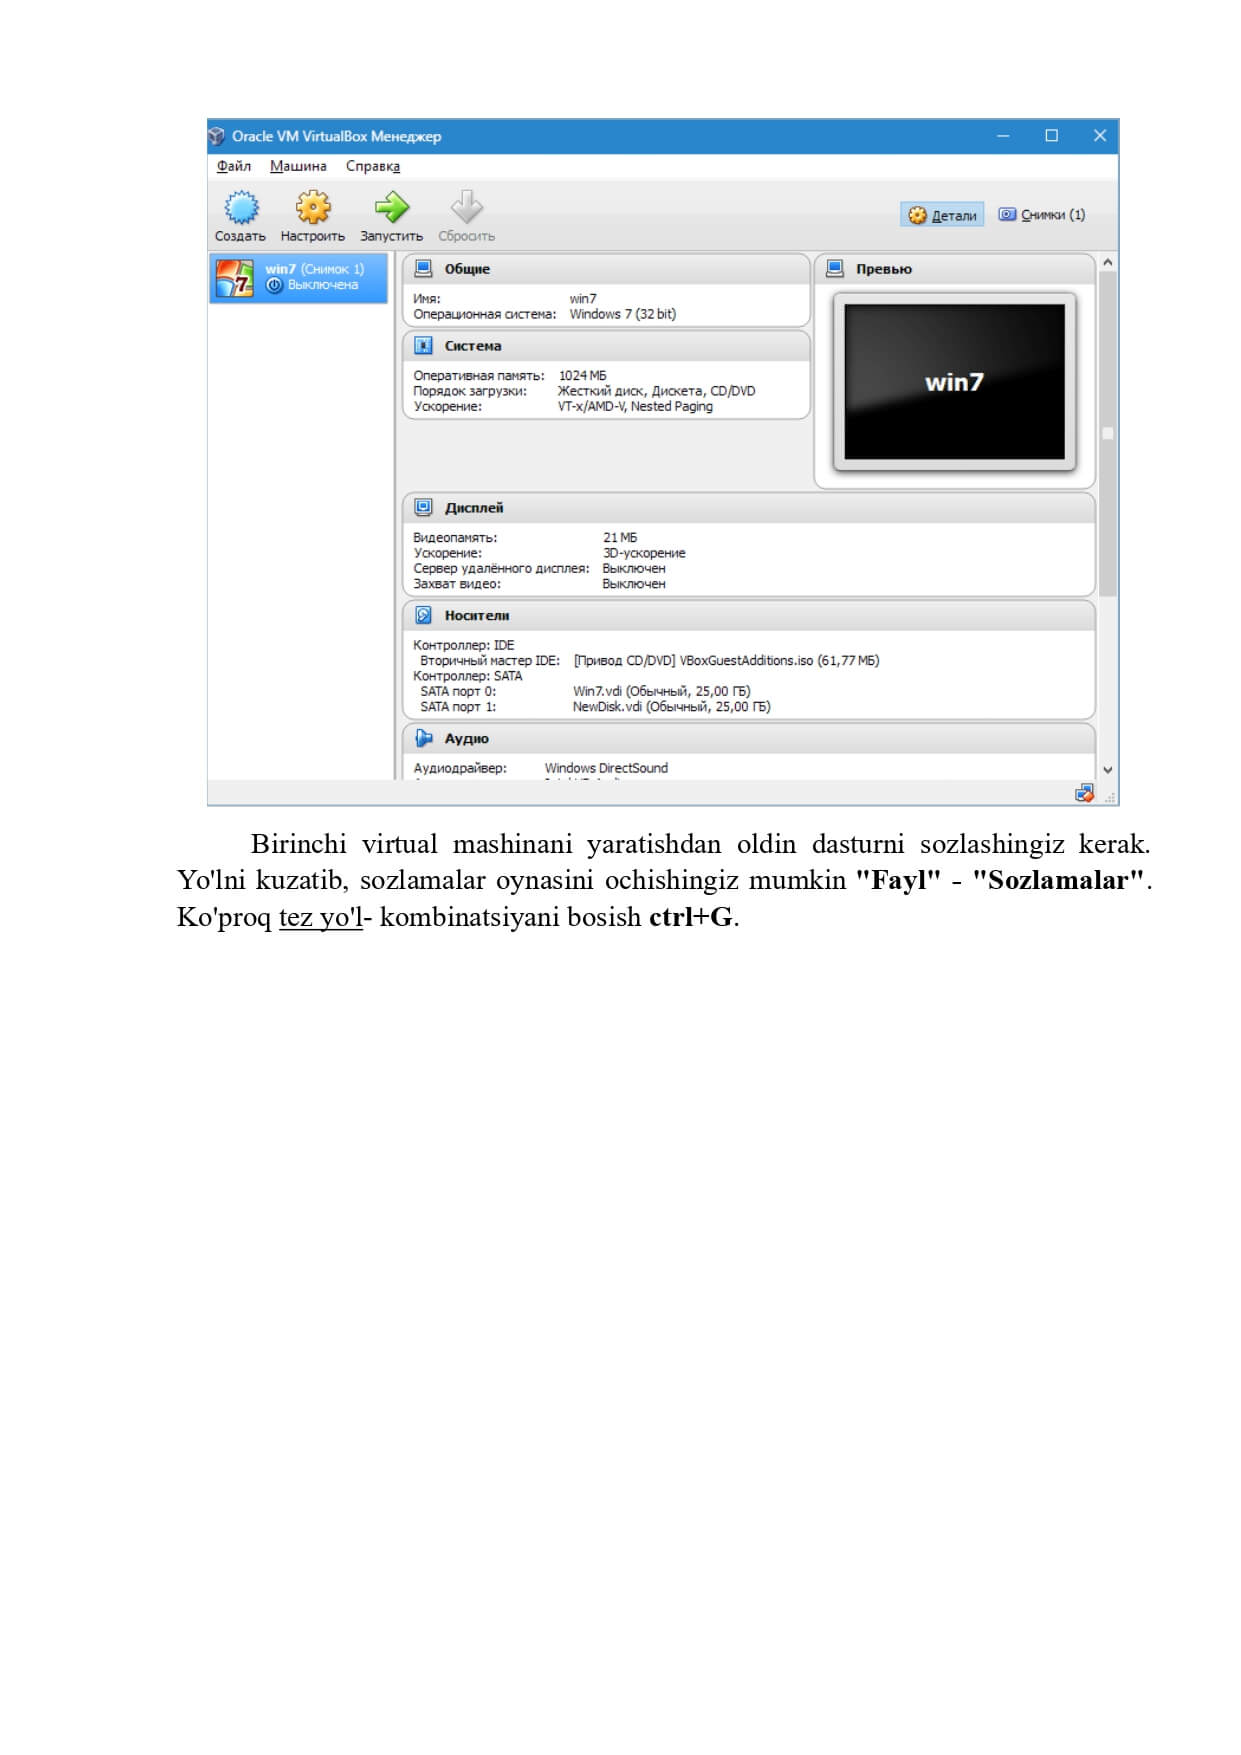 Oracle VM VirtualBox Менеджер
Файл Машина Справка
Создать Настроить Запустить Сбросить
Детали Снимки (1)
win7 (Снимок 1)
Выключена
Общие
Имя: win7
Операционная система: Windows 7 (32 bit)
Система
Оперативная память: 1024 МБ
Порядок загрузки: Жесткий диск, Дискета, CD/DVD
Ускорение: VT-x/AMD-V, Nested Paging
Превью
win7
Дисплей
Видеопамять: 21 МБ
Ускорение: 3D-ускорение
Сервер удалённого дисплея: Выключен
Захват видео: Выключен
Носители
Контроллер: IDE
Вторичный мастер IDE: [Привод CD/DVD] VBoxGuestAdditions.iso (61,77 МБ)
Контроллер: SATA
SATA порт 0: Win7.vdi (Обычный, 25,00 ГБ)
SATA порт 1: NewDisk.vdi (Обычный, 25,00 ГБ)
Аудио
Аудиодрайвер: Windows DirectSound
Birinchi virtual mashinani yaratishdan oldin dasturni sozlashingiz kerak.
Yo'lni kuzatib, sozlamalar oynasini ochishingiz mumkin "Fayl" - "Sozlamalar".
Ko'proq tez yo'l- kombinatsiyani bosish ctrl+G.